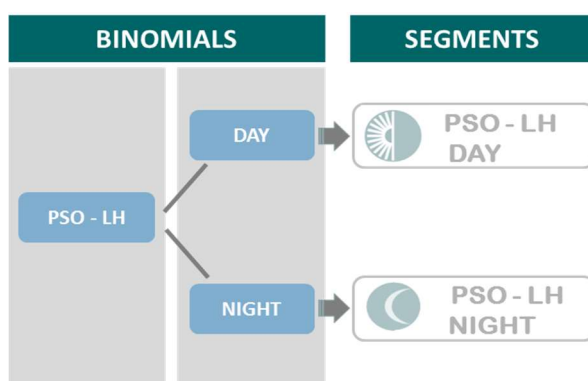 BINOMIALS
SEGMENTS
DAY
PSO - LH
DAY
PSO - LH
NIGHT
PSO - LH
NIGHT